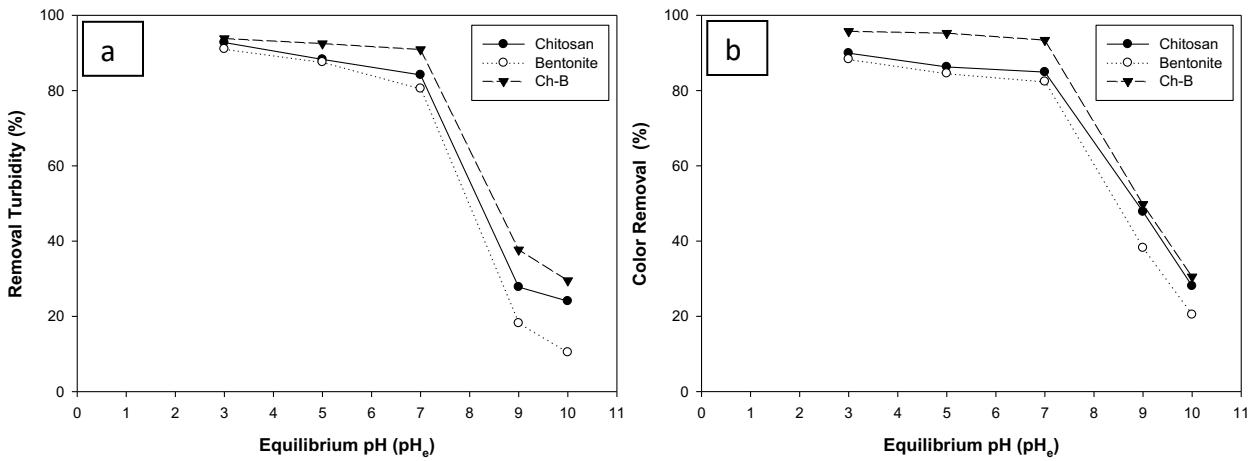 a
Removal Turbidity (%)
100
80
60
40
20
0
0 1 2 3 5 6 7 9 10 11
Equilibrium pH (pHe)
Chitosan
Bentonite
Ch-B
b
Color Removal (%)
100
80
60
40
20
0
0 1 2 3 4 5 6 7 8 9 10 11
Equilibrium pH (pHe)
Chitosan
Bentonite
Ch-B